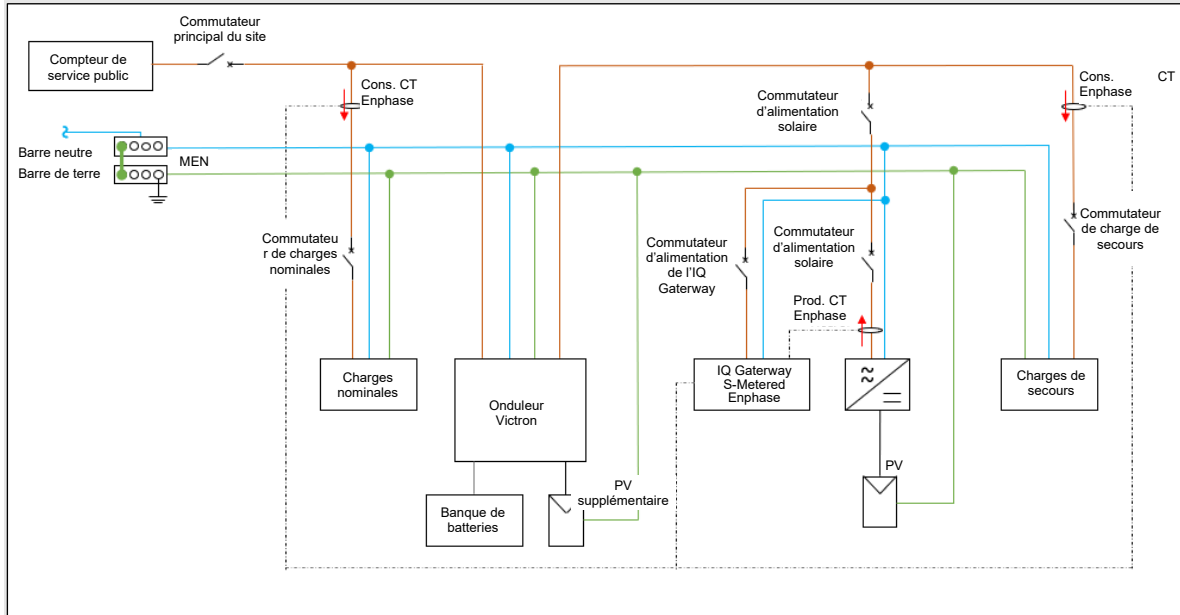 Commutateur
principal du site
Compteur de
service public
Cons. CT
Enphase
Commutateur
d'alimentation
solaire
Cons. CT
Enphase
Barre neutre
MEN
Barre de terre
Commutateu
r de charges
nominales
Commutateur
d'alimentation
de l'IQ
Gaterway
Commutateur
d'alimentation
solaire
Commutateur
de charge de
secours
Prod. CT
Enphase
Charges
nominales
Onduleur
Victron
IQ Gaterway
S-Metered
Enphase
Charges de
secours
PV
supplémentaire
PV
Banque de
batteries